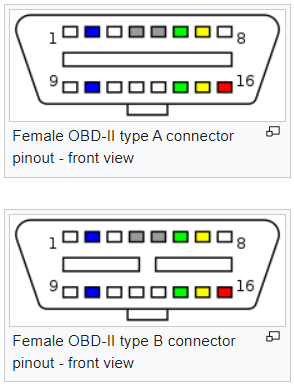 1 8
9 16
Female OBD-II type A connector
pinout - front view
1 8
9 16
Female OBD-II type B connector
pinout - front view